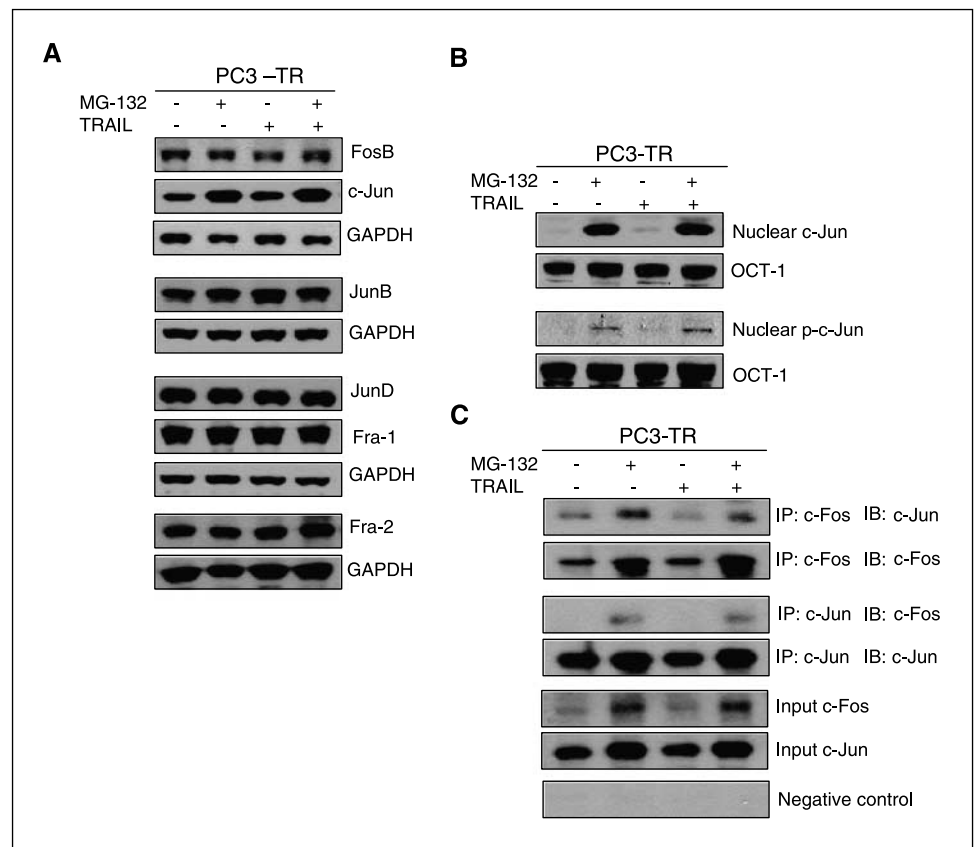 A
PC3 –TR
MG-132 - + - +
TRAIL - - + +
FosB
c-Jun
GAPDH
JunB
GAPDH
JunD
Fra-1
GAPDH
Fra-2
GAPDH
B
PC3-TR
MG-132 - + - +
TRAIL - - + +
Nuclear c-Jun
OCT-1
Nuclear p-c-Jun
OCT-1
C
PC3-TR
MG-132 - + - +
TRAIL - - + +
IP: c-Fos IB: c-Jun
IP: c-Fos IB: c-Fos
IP: c-Jun IB: c-Fos
IP: c-Jun IB: c-Jun
Input c-Fos
Input c-Jun
Negative control